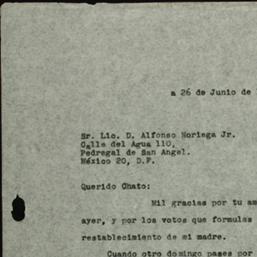 a 26 de Junio de
Sr. Lic. D. Alfonso Noriega Jr.
Calle del Agua 110,
Pedregal de San Angel.
México 20, D.F.
Querido Chato:
Mil gracias por tu am
ayer, y por los votos que formulas
restablecimiento de mi madre.
Cuando otro domingo pases por